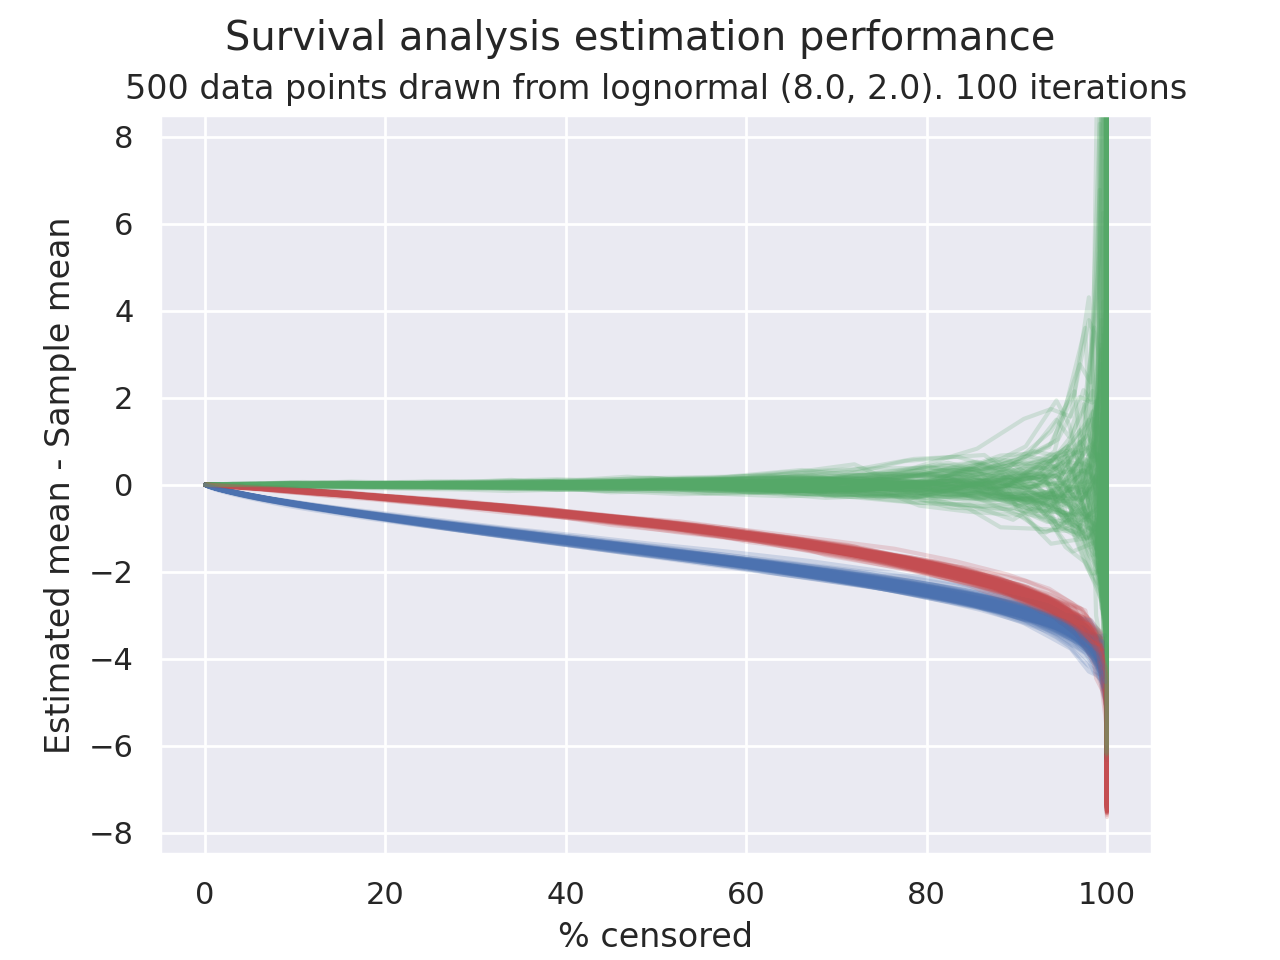 Survival analysis estimation performance
500 data points drawn from lognormal (8.0, 2.0). 100 iterations
8
6
4
2
0
−2
−4
−6
−8
Estimated mean - Sample mean
0 20 40 60 80 100
% censored